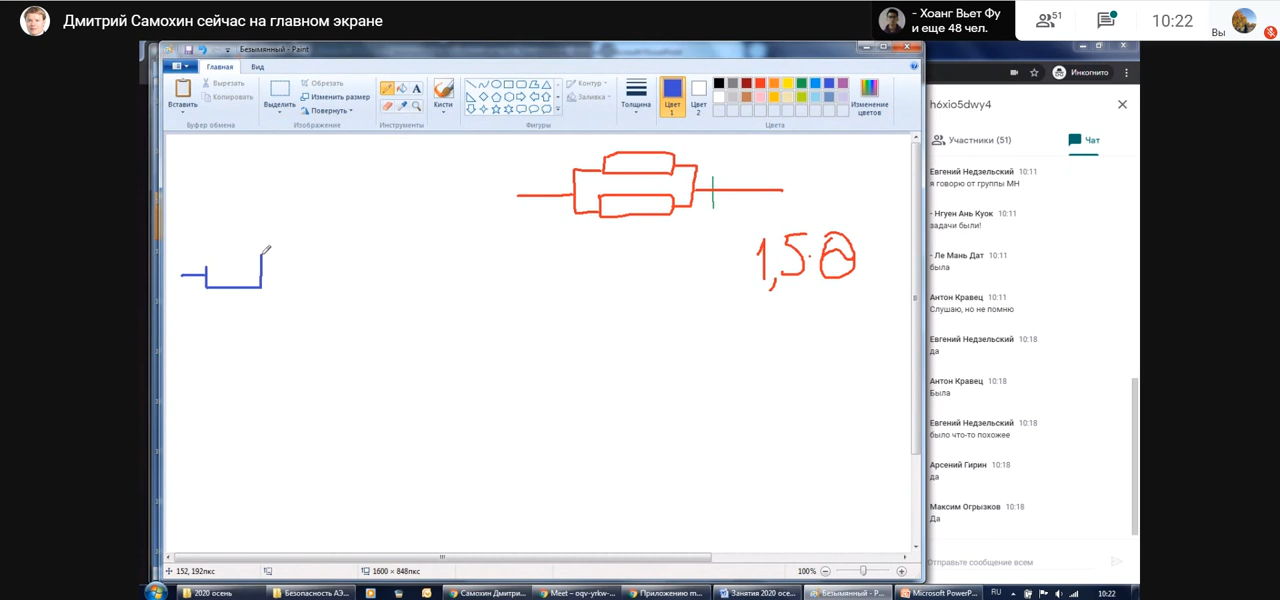 Дмитрий Самохин сейчас на главном экране
- Хоанг Вьет Фу
и еще 48 чел.
51
10:22
Вы
Безымянный - Paint
Главная
Вид
Инкогнито
Вставить
Вырезать
Копировать
Буфер обмена
Выделить
Обрезать
Изменить размер
Повернуть
Изображение
A
Инструменты
Кисти
Контур
Заливка
Фигуры
Толщина
Цвет
1
Цвет
2
Изменение
цветов
Цвета
1,5·
152, 192пкс
1600 × 848пкс
100%
h6xio5dwy4
Участники (51)
Чат
Евгений Недзельский 10:11
я говорю от группы МН
- Нгуен Ань Куок 10:11
задачи были!
- Ле Мань Дат 10:11
была
Антон Кравец 10:11
Слушаю, но не помню
Евгений Недзельский 10:18
да
Антон Кравец 10:18
Была
Евгений Недзельский 10:18
было что-то похожее
Арсений Гирин 10:18
да
Максим Огрызков 10:18
Да
Отправьте сообщение всем
2020 осень
Безопасность АЭ...
Самохин Дмитри...
Meet – oqv-yrkw-...
Приложению m...
Занятия 2020 осе...
Безымянный - Pa...
Microsoft PowerP...
RU
10:22